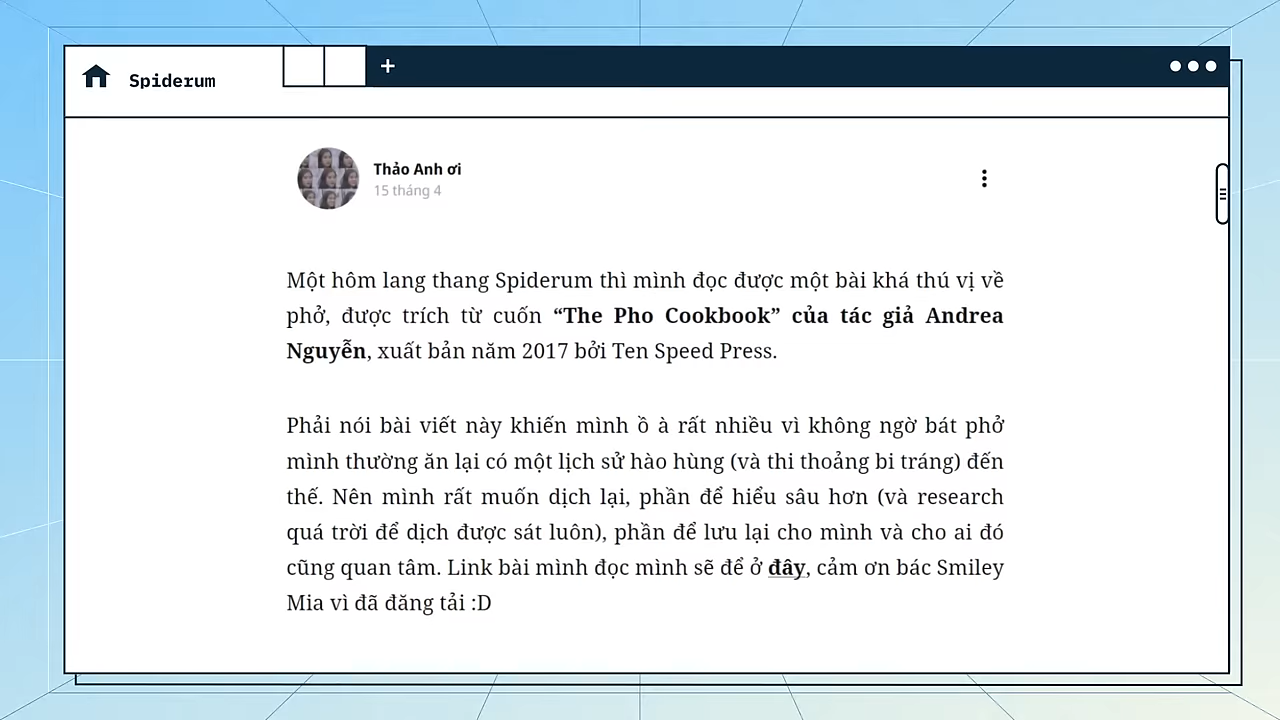 Spiderum
Thảo Anh ơi
15 tháng 4
Một hôm lang thang Spiderum thì mình đọc được một bài khá thú vị về
phở, được trích từ cuốn “The Pho Cookbook” của tác giả Andrea
Nguyễn, xuất bản năm 2017 bởi Ten Speed Press.
Phải nói bài viết này khiến mình ồ à rất nhiều vì không ngờ bát phở
mình thường ăn lại có một lịch sử hào hùng (và thi thoảng bi tráng) đến
thế. Nên mình rất muốn dịch lại, phần để hiểu sâu hơn (và research
quá trời để dịch được sát luôn), phần để lưu lại cho mình và cho ai đó
cũng quan tâm. Link bài mình đọc mình sẽ để ở đây, cảm ơn bác Smiley
Mia vì đã đăng tải :D